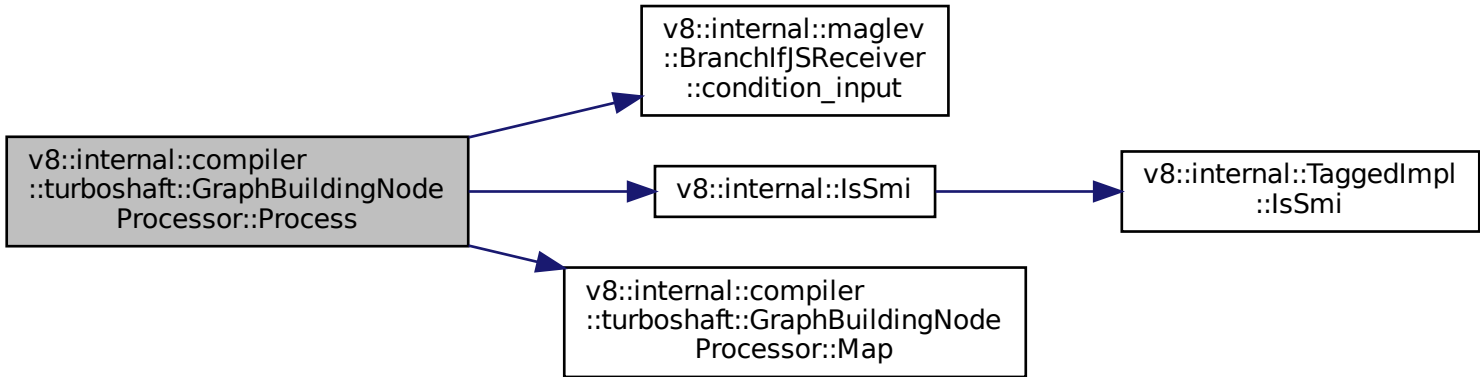 v8::internal::maglev
::BranchIfJSReceiver
::condition_input
v8::internal::compiler
::turboshaft::GraphBuildingNode
Processor::Process
v8::internal::IsSmi
v8::internal::TaggedImpl
::IsSmi
v8::internal::compiler
::turboshaft::GraphBuildingNode
Processor::Map